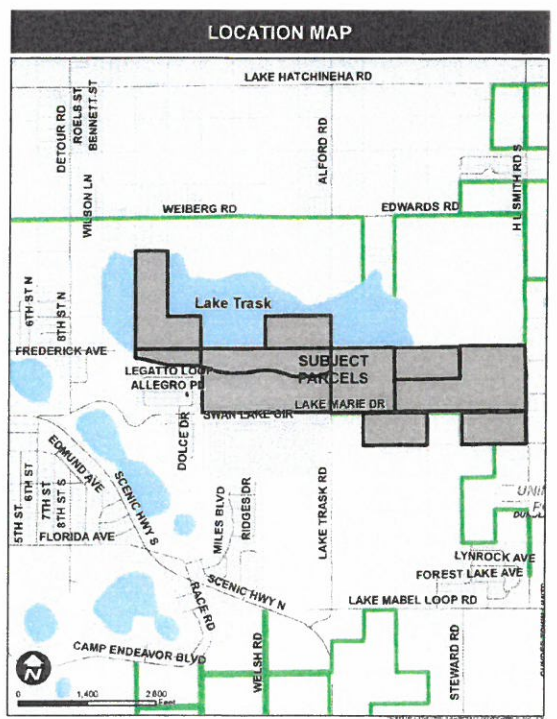 LOCATION MAP
LAKE HATCHINEHA RD
DETOUR RD
ROELS ST
BENNETT ST
WILSON LN
ALFORD RD
H L SMITH RD S
WEIBERG RD
EDWARDS RD
6TH ST N
8TH ST N
Lake Trask
FREDERICK AVE
LEGATTO LOOP
ALLEGRO PL
SUBJECT
PARCELS
LAKE MARIE DR
SWAN LAKE CIR
DOLCE DR
EDMUND AVE
SCENIC HWY S
5TH ST
6TH ST
7TH ST
8TH ST S
FLORIDA AVE
MILES BLVD
RIDGES DR
LAKE TRASK RD
LYNROCK AVE
FOREST LAKE AVE
SCENIC HWY N
RACE RD
LAKE MABEL LOOP RD
CAMP ENDEAVOR BLVD
WELSH RD
STEWARD RD
N
0 1,400 2,800
Feet